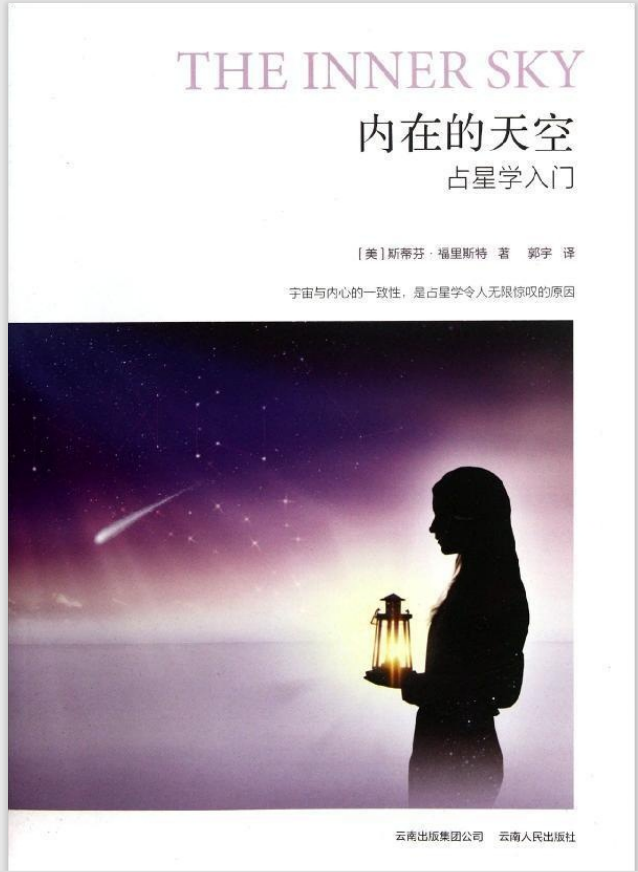 THE INNER SKY
内在的天空
占星学入门
[美]斯蒂芬·福里斯特 著 郭宇 译
宇宙与内心的一致性，是占星学令人无限惊叹的原因
云南出版集团公司 云南人民出版社